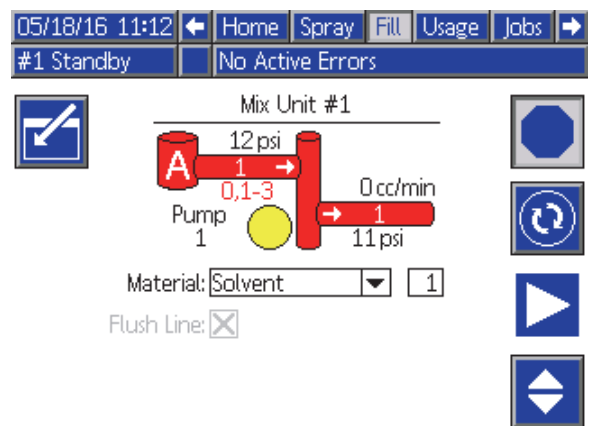 05/18/16 11:12 Home Spray Fill Usage Jobs
#1 Standby No Active Errors
Mix Unit #1
12 psi
A 1
0,1-3 0 cc/min
Pump 1
1 11 psi
Material: Solvent 1
Flush Line: